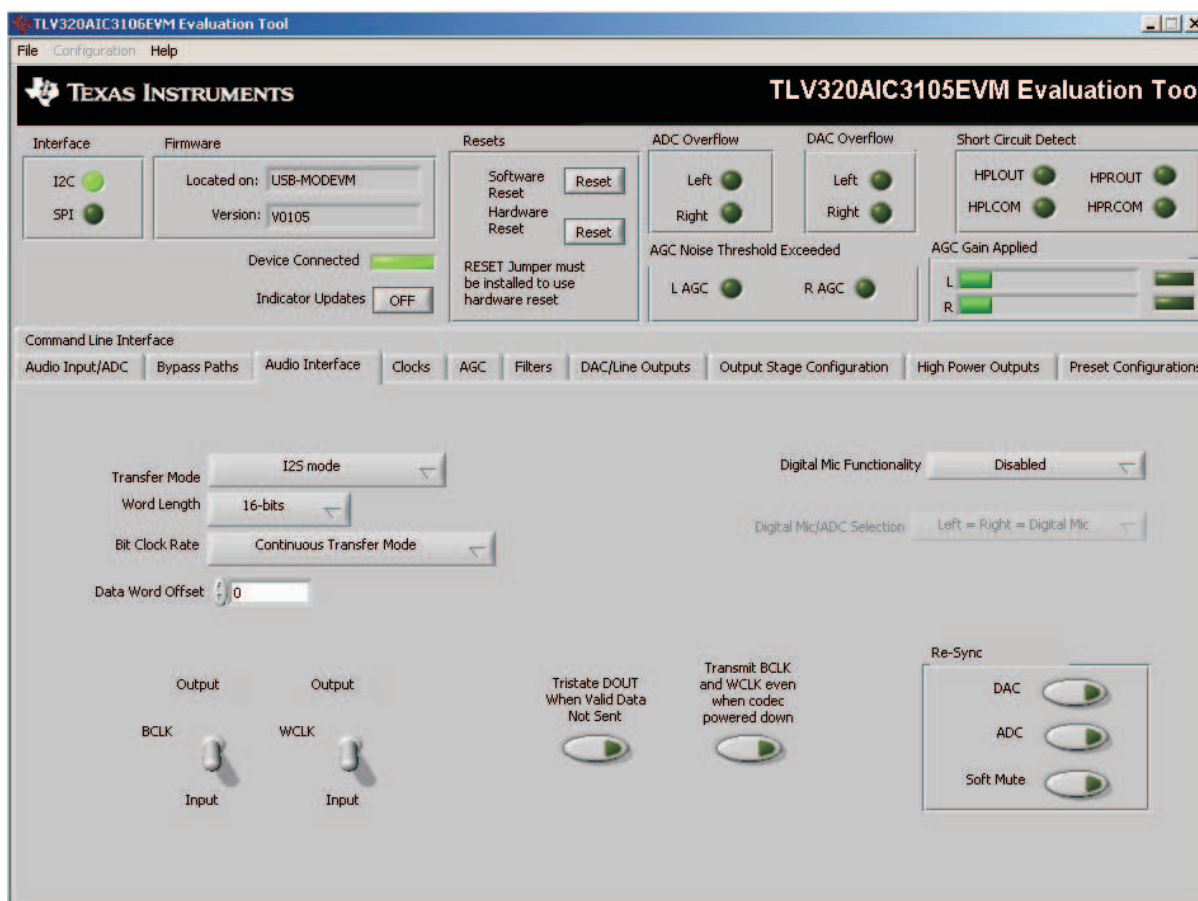 TLV320AIC3106EVM Evaluation Tool
File Configuration Help
TEXAS INSTRUMENTS
TLV320AIC3105EVM Evaluation Too
Interface
I2C
SPI
Firmware
Located on: USB-MODEVM
Version: V0105
Device Connected
Indicator Updates OFF
Resets
Software
Reset
Reset
Hardware
Reset
Reset
RESET Jumper must
be installed to use
hardware reset
ADC Overflow
Left
Right
DAC Overflow
Left
Right
Short Circuit Detect
HPLOUT HPROUT
HPLCOM HPRCOM
AGC Noise Threshold Exceeded
L AGC R AGC
AGC Gain Applied
L
R
Command Line Interface
Audio Input/ADC Bypass Paths Audio Interface Clocks AGC Filters DAC/Line Outputs Output Stage Configuration High Power Outputs Preset Configurations
Transfer Mode I2S mode
Word Length 16-bits
Bit Clock Rate Continuous Transfer Mode
Data Word Offset 0
Digital Mic Functionality Disabled
Digital Mic/ADC Selection Left = Right = Digital Mic
Output
BCLK
Input
Output
WCLK
Input
Tristate DOUT
When Valid Data
Not Sent
Transmit BCLK
and WCLK even
when codec
powered down
Re-Sync
DAC
ADC
Soft Mute